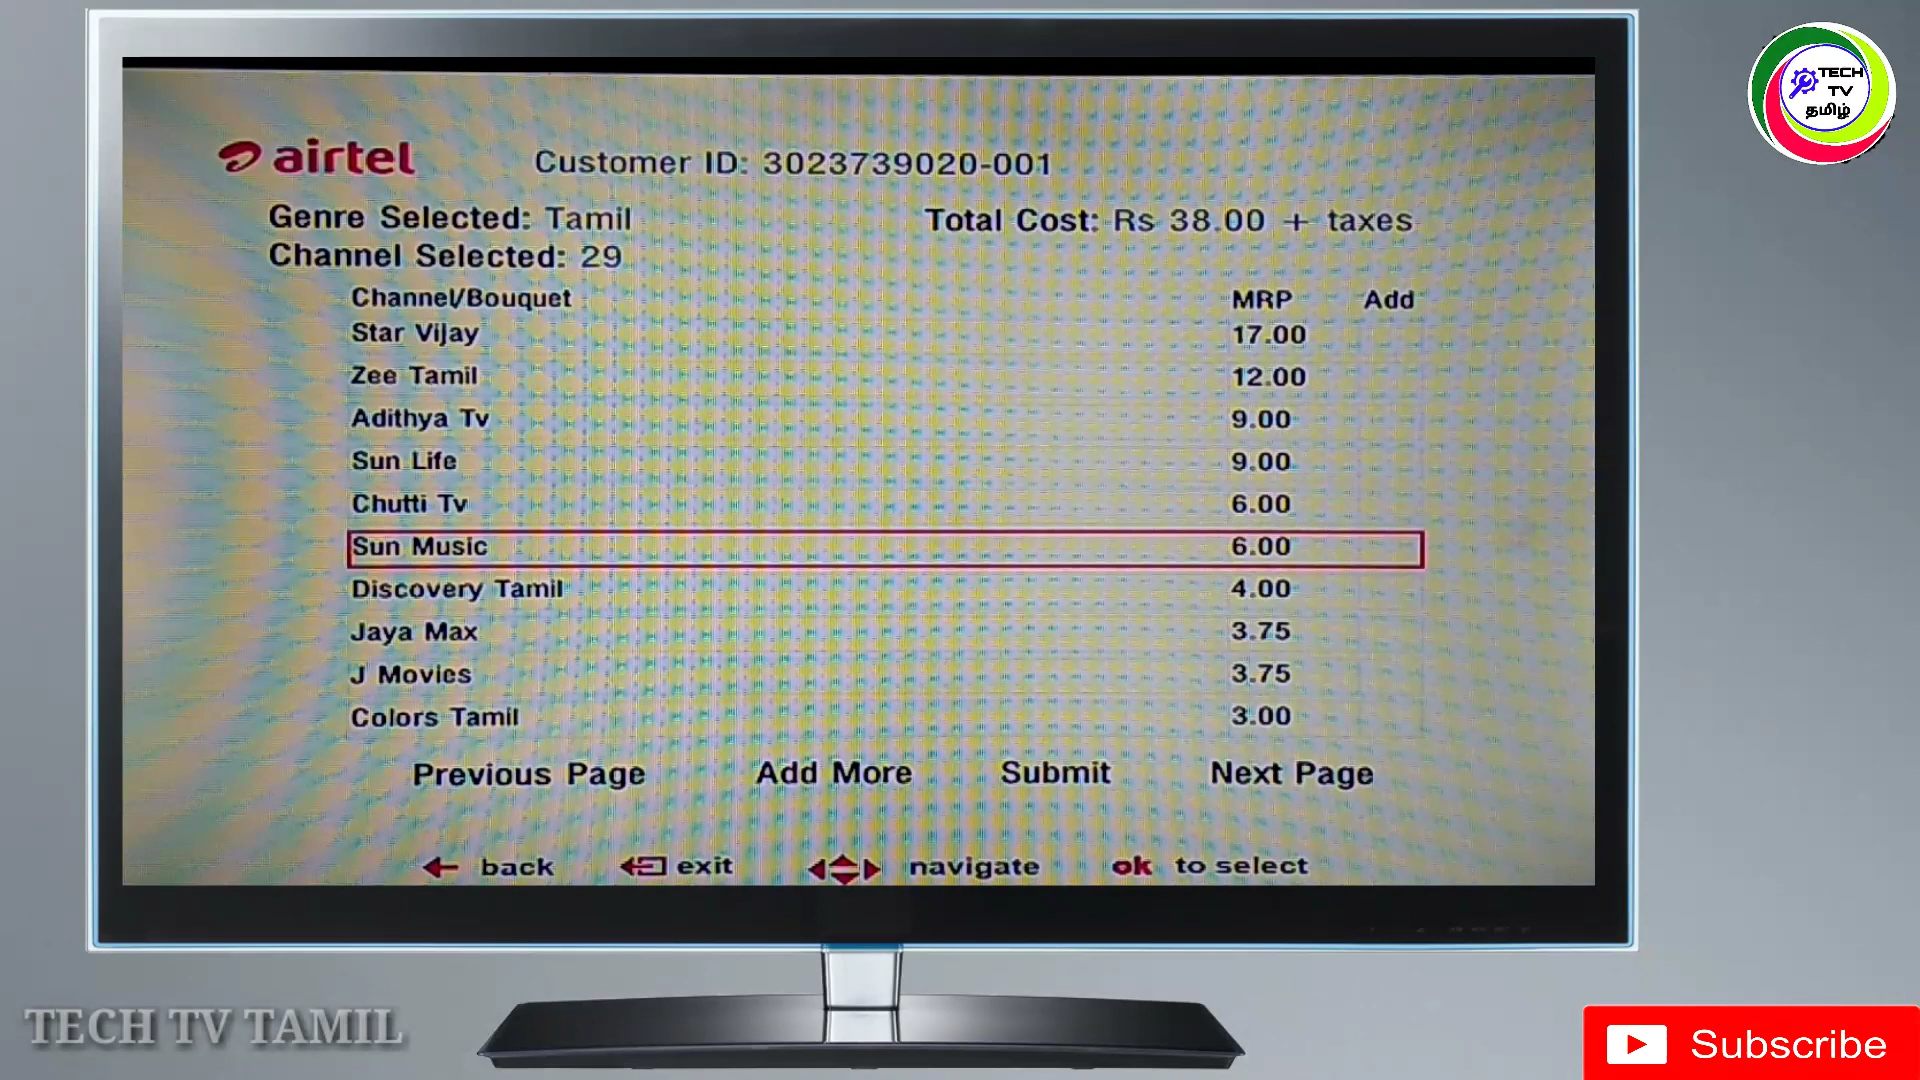 TECH
TV
தமிழ்
airtel
Customer ID: 3023739020-001
Genre Selected: Tamil
Total Cost: Rs 38.00 + taxes
Channel Selected: 29
Channel/Bouquet MRP Add
Star Vijay 17.00
Zee Tamil 12.00
Adithya Tv 9.00
Sun Life 9.00
Chutti Tv 6.00
Sun Music 6.00
Discovery Tamil 4.00
Jaya Max 3.75
J Movies 3.75
Colors Tamil 3.00
Previous Page Add More Submit Next Page
back exit navigate ok to select
TECH TV TAMIL
Subscribe